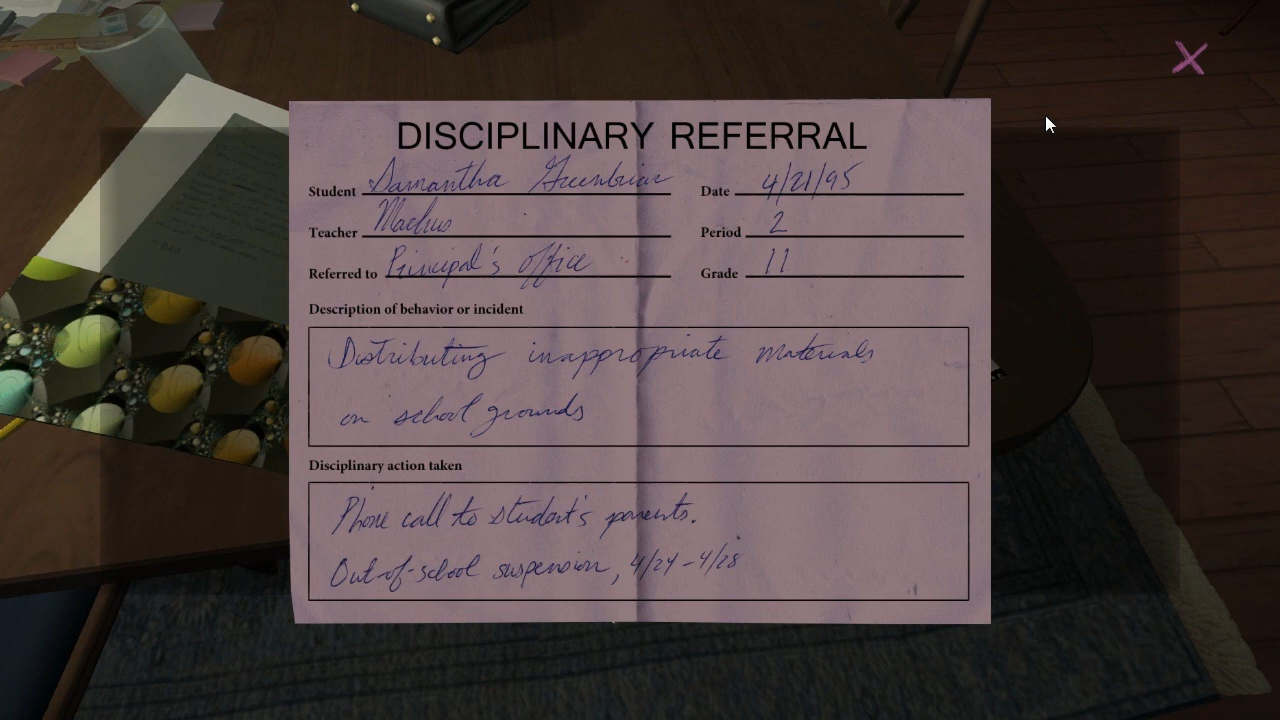 DISCIPLINARY REFERRAL
Student Samantha Greenbriar Date 4/21/95
Teacher Period 2
Referred to Principal's office Grade 11
Description of behavior or incident
Distributing inappropriate materials
on school grounds
Disciplinary action taken
Phone call to student's parents.
Out-of-school suspension, 4/24-4/28